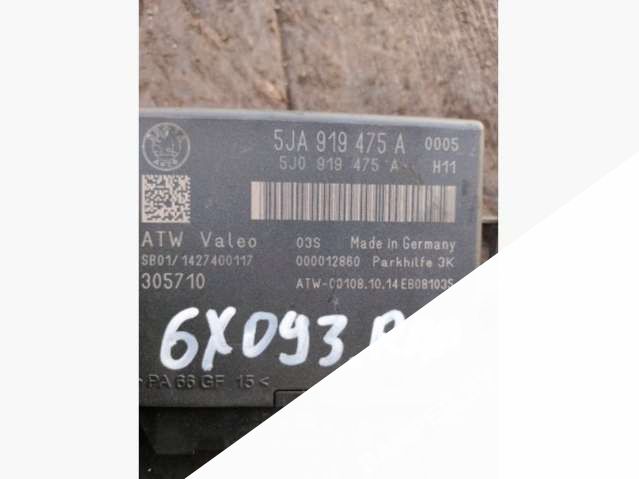 5JA 919 475 A 0005
5J0 919 475 A H11
ATW Valeo 03S Made in Germany
SB01/1427400117 000012860 Parkhilfe 3K
305710 ATW-C0108.10.14EB081035
6X093
>PA 66 GF 15<